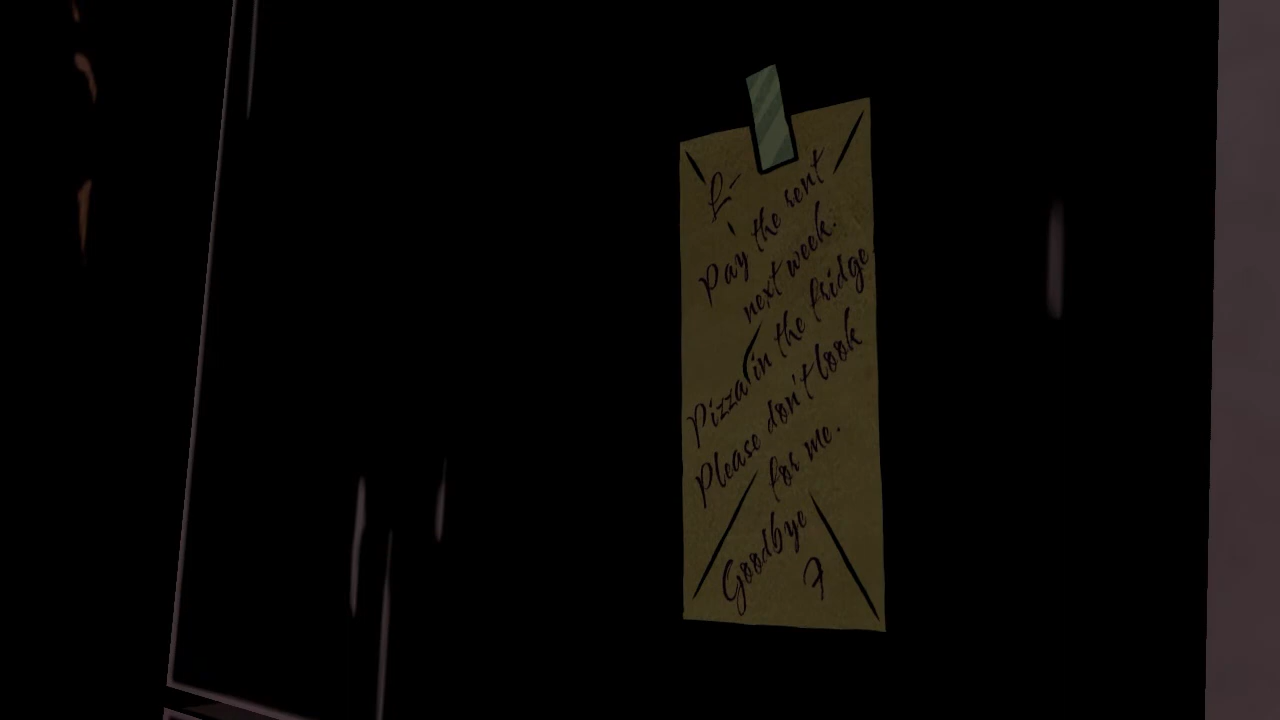 L-
Pay the rent
next week.
Pizza in the fridge
Please don't look
for me.
Goodbye
F